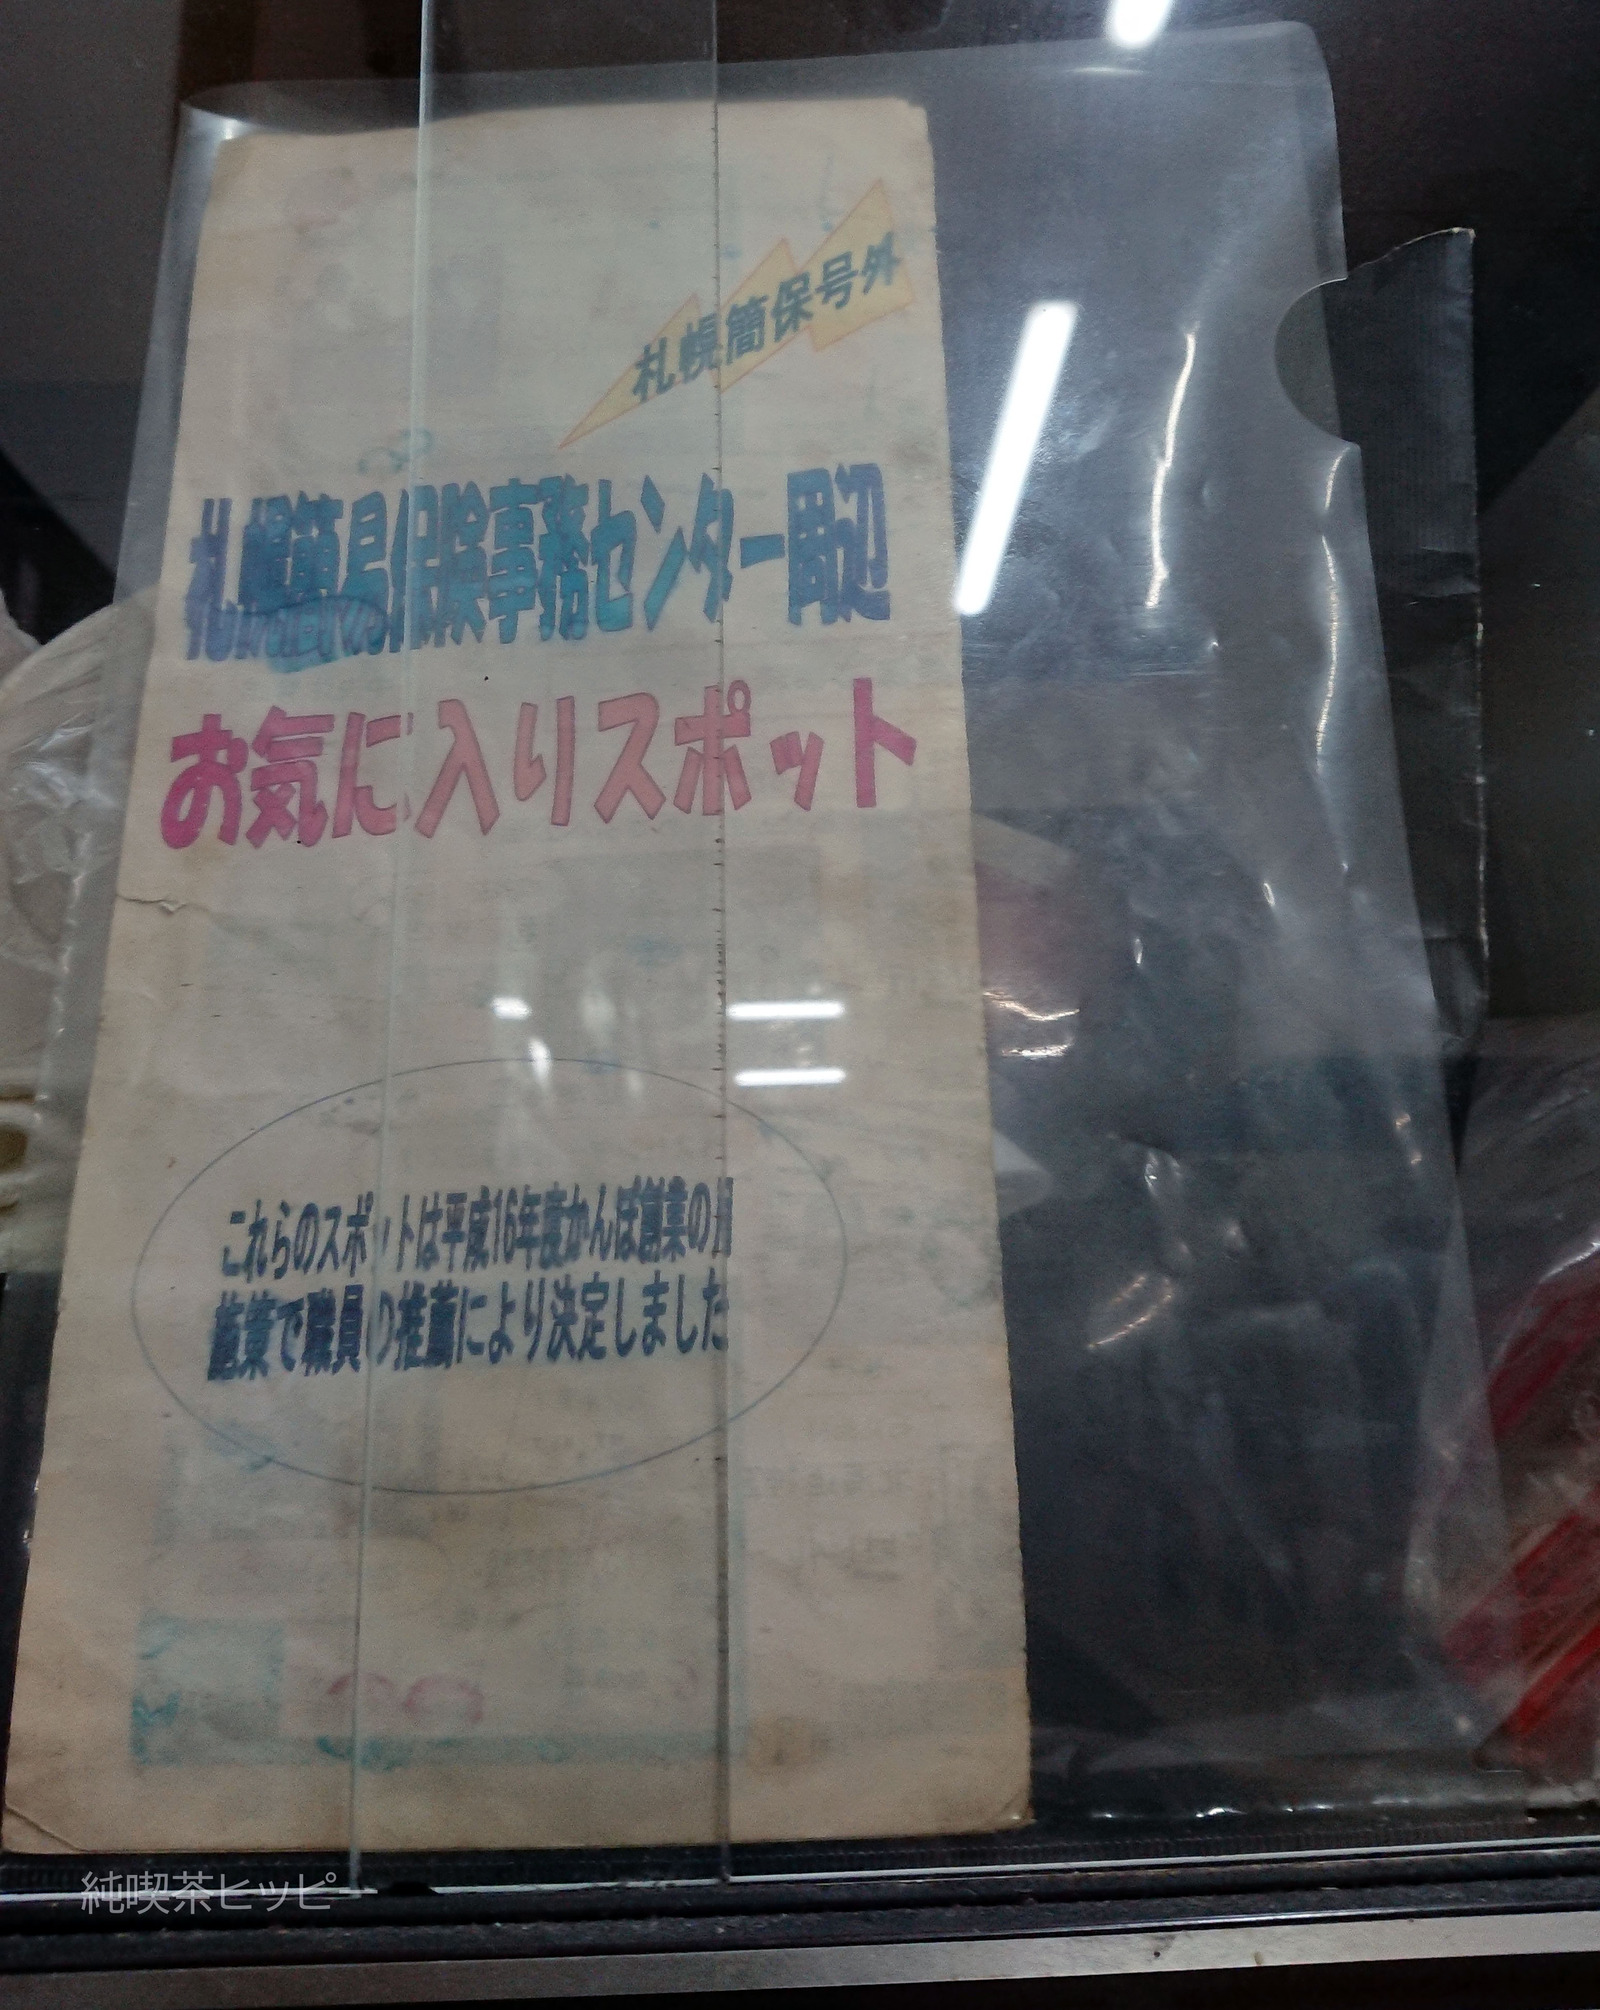 札幌簡保号外
札幌簡易保険事務センター周辺
お気に入りスポット
これらのスポットは平成16年度かんぽ創業の
施策で職員の推薦により決定しました
純喫茶ヒッピー